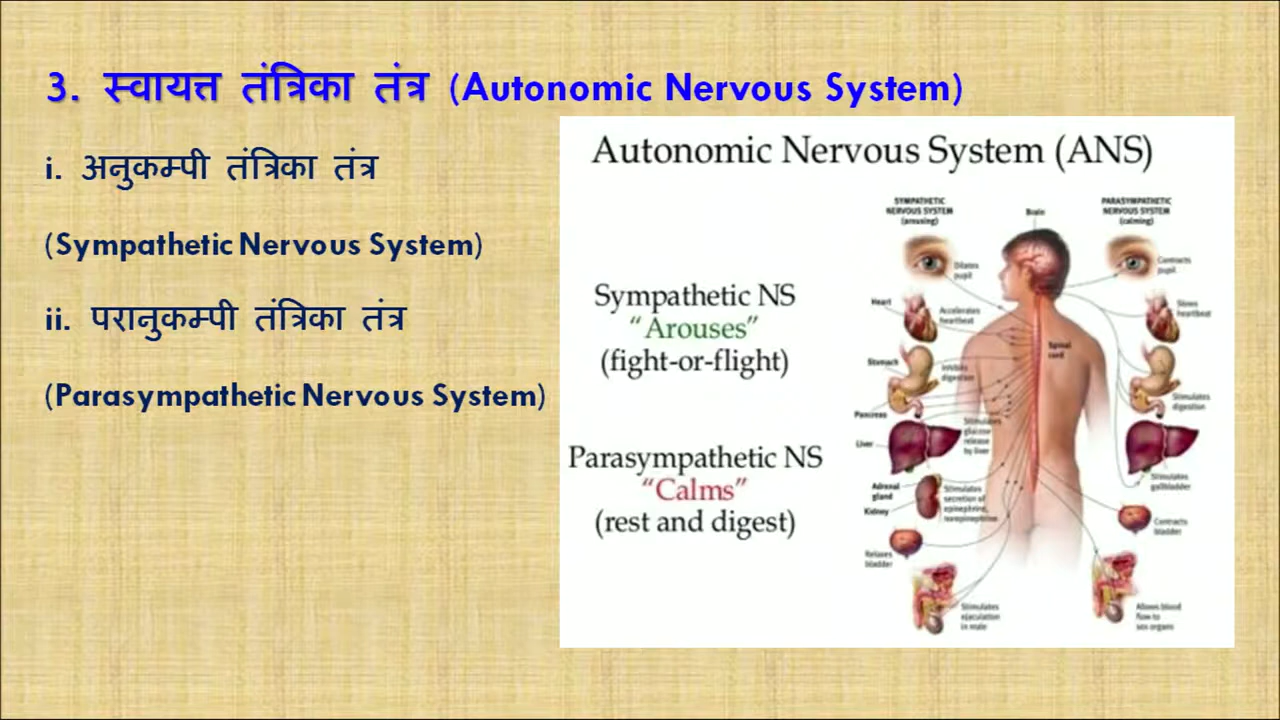 3. स्वायत्त तंत्रिका तंत्र (Autonomic Nervous System)
i. अनुकम्पी तंत्रिका तंत्र
(Sympathetic Nervous System)
ii. परानुकम्पी तंत्रिका तंत्र
(Parasympathetic Nervous System)
Autonomic Nervous System (ANS)
Sympathetic NS
“Arouses”
(fight-or-flight)
Parasympathetic NS
“Calms”
(rest and digest)
SYMPATHETIC
NERVOUS SYSTEM
(arousing)
Brain
PARASYMPATHETIC
NERVOUS SYSTEM
(calming)
Dilates
pupil
Heart
Accelerates
heartbeat
Stomach
Inhibits
digestion
Pancreas
Liver
Stimulates
glucose
release
by liver
Adrenal
gland
Kidney
Stimulates
secretion of
epinephrine,
norepinephrine
Relaxes
bladder
Stimulates
ejaculation
in male
Spinal
cord
Contracts
pupil
Slows
heartbeat
Stimulates
digestion
Stimulates
gallbladder
Contracts
bladder
Allows blood
flow to
sex organs